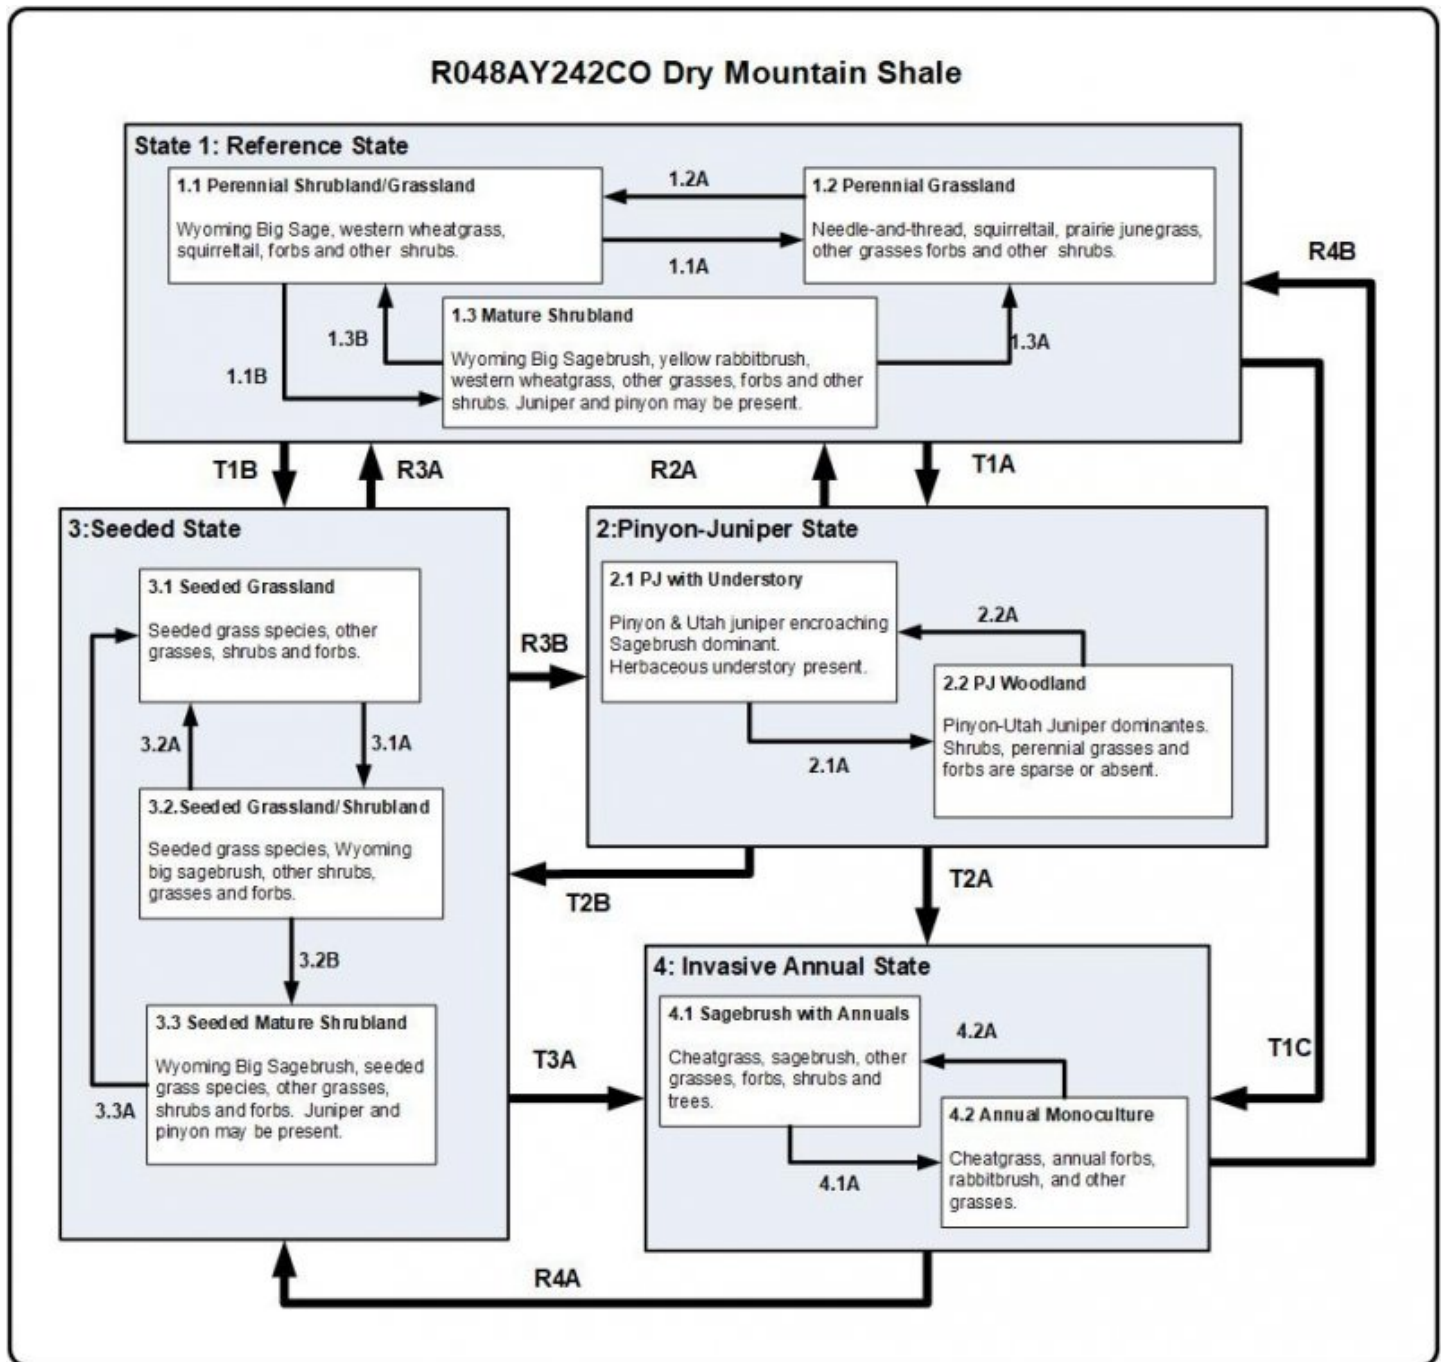 R048AY242CO Dry Mountain Shale
State 1: Reference State
1.1 Perennial Shrubland/Grassland
Wyoming Big Sage, western wheatgrass,
squirreltail, forbs and other shrubs.
1.2A
1.1A
1.2 Perennial Grassland
Needle-and-thread, squirreltail, prairie junegrass,
other grasses forbs and other shrubs.
R4B
1.3B
1.1B
1.3 Mature Shrubland
Wyoming Big Sagebrush, yellow rabbitbrush,
western wheatgrass, other grasses, forbs and other
shrubs. Juniper and pinyon may be present.
1.3A
T1B
R3A
R2A
T1A
3:Seeded State
3.1 Seeded Grassland
Seeded grass species, other
grasses, shrubs and forbs.
3.2A
3.1A
3.2.Seeded Grassland/Shrubland
Seeded grass species, Wyoming
big sagebrush, other shrubs,
grasses and forbs.
3.2B
3.3 Seeded Mature Shrubland
Wyoming Big Sagebrush, seeded
grass species, other grasses,
shrubs and forbs. Juniper and
pinyon may be present.
3.3A
R3B
2:Pinyon-Juniper State
2.1 PJ with Understory
Pinyon & Utah juniper encroaching
Sagebrush dominant.
Herbaceous understory present.
2.2A
2.2 PJ Woodland
Pinyon-Utah Juniper dominantes.
Shrubs, perennial grasses and
forbs are sparse or absent.
2.1A
T2B
T2A
T3A
4: Invasive Annual State
4.1 Sagebrush with Annuals
Cheatgrass, sagebrush, other
grasses, forbs, shrubs and
trees.
4.2A
4.2 Annual Monoculture
Cheatgrass, annual forbs,
rabbitbrush, and other
grasses.
4.1A
T1C
R4A